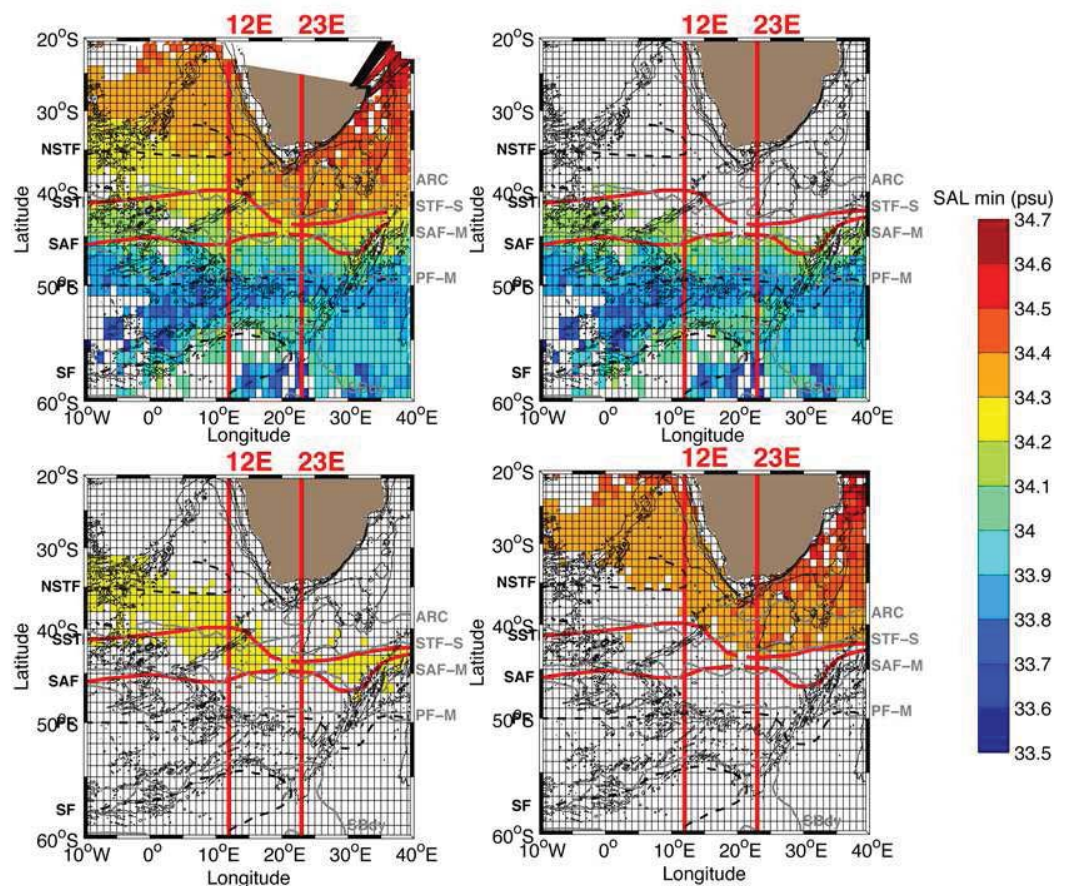 12E 23E
20°S
30°S
NSTF
40°S
SST
SAF
50°S
SF
60°S
Latitude
ARC
STF-S
SAF-M
PF-M
10°W 0° 10°E 20°E 30°E 40°E
Longitude
12E 23E
20°S
30°S
NSTF
40°S
SST
SAF
50°S
SF
60°S
Latitude
ARC
STF-S
SAF-M
PF-M
10°W 0° 10°E 20°E 30°E 40°E
Longitude
SAL min (psu)
34.7
34.6
34.5
34.4
34.3
34.2
34.1
34
33.9
33.8
33.7
33.6
33.5
12E 23E
20°S
30°S
NSTF
40°S
SST
SAF
50°S
SF
60°S
Latitude
ARC
STF-S
SAF-M
PF-M
SBdy
10°W 0° 10°E 20°E 30°E 40°E
Longitude
12E 23E
20°S
30°S
NSTF
40°S
SST
SAF
50°S
SF
60°S
Latitude
ARC
STF-S
SAF-M
PF-M
SBdy
10°W 0° 10°E 20°E 30°E 40°E
Longitude